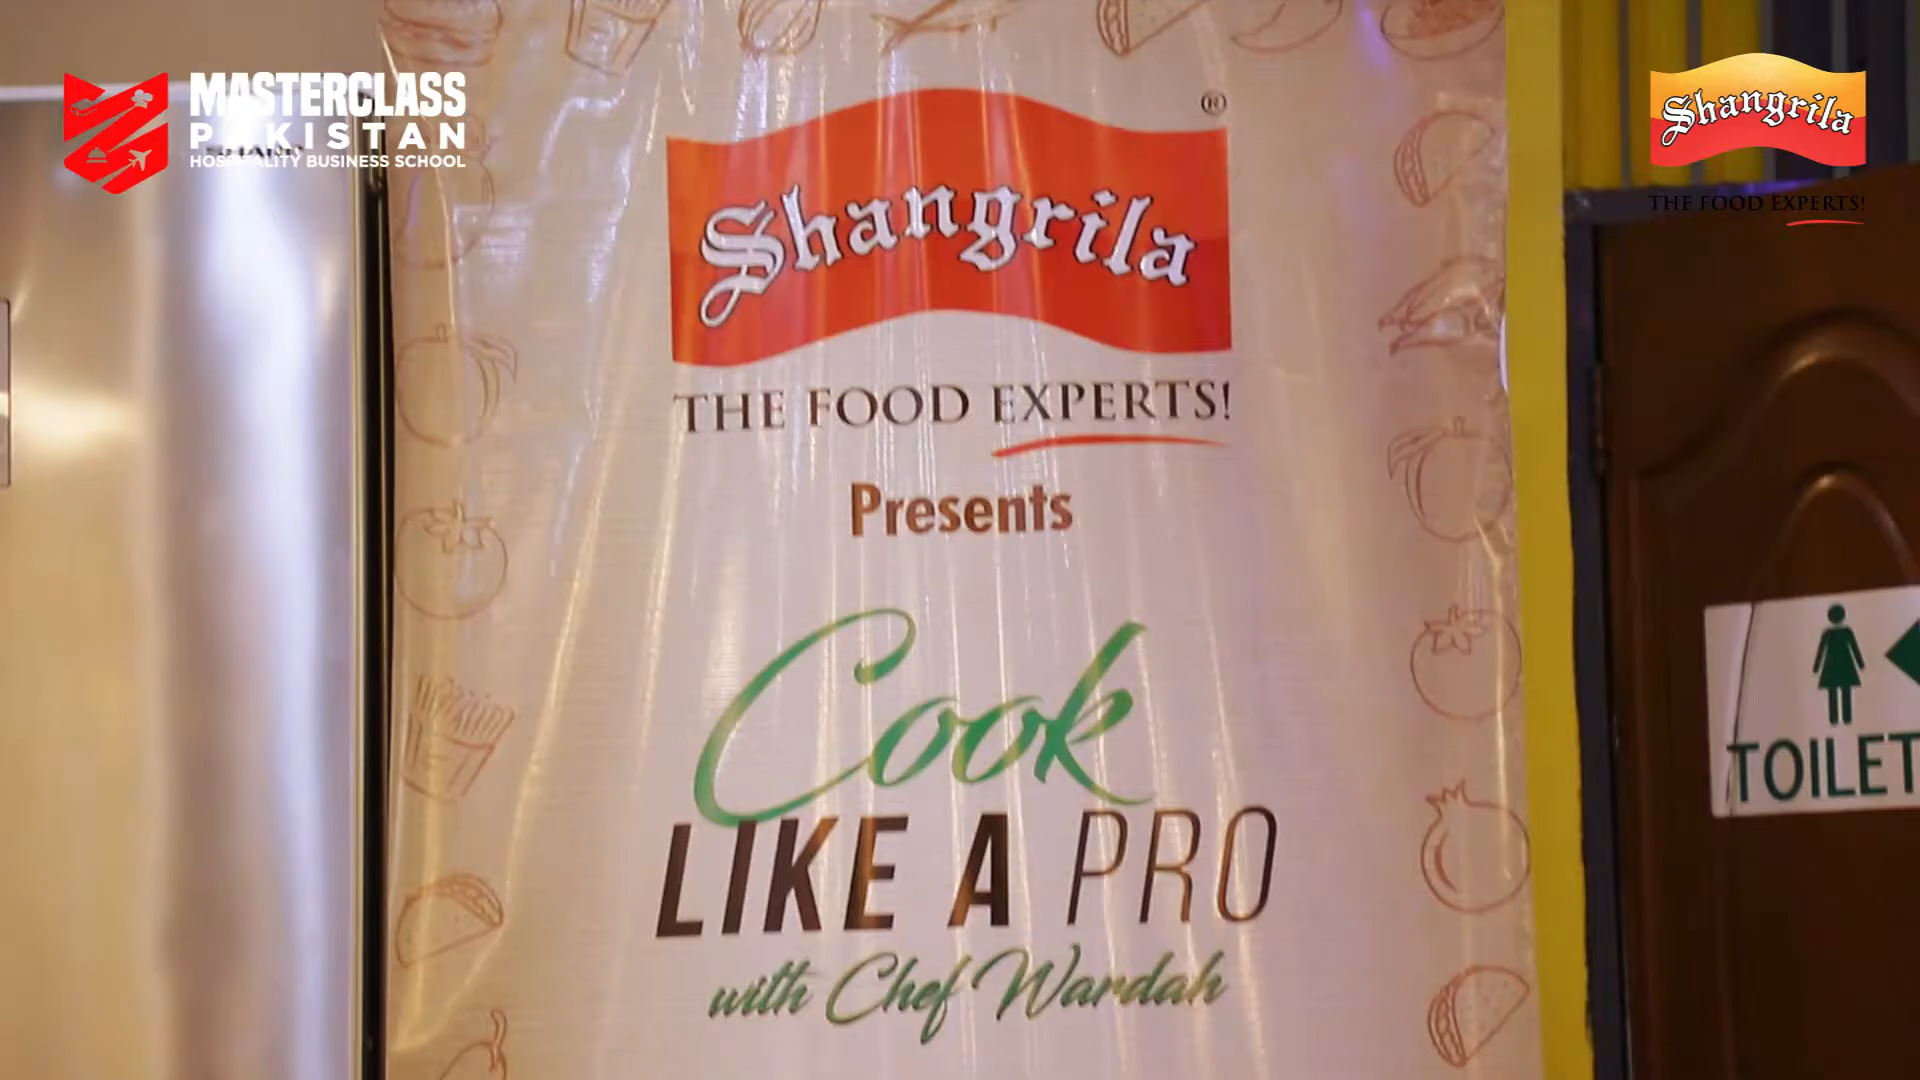 MASTERCLASS
PAKISTAN
HOSPITALITY BUSINESS SCHOOL
Shangrila
THE FOOD EXPERTS!
Shangrila
®
THE FOOD EXPERTS!
Presents
Cook
LIKE A PRO
with Chef Wardah
TOILET